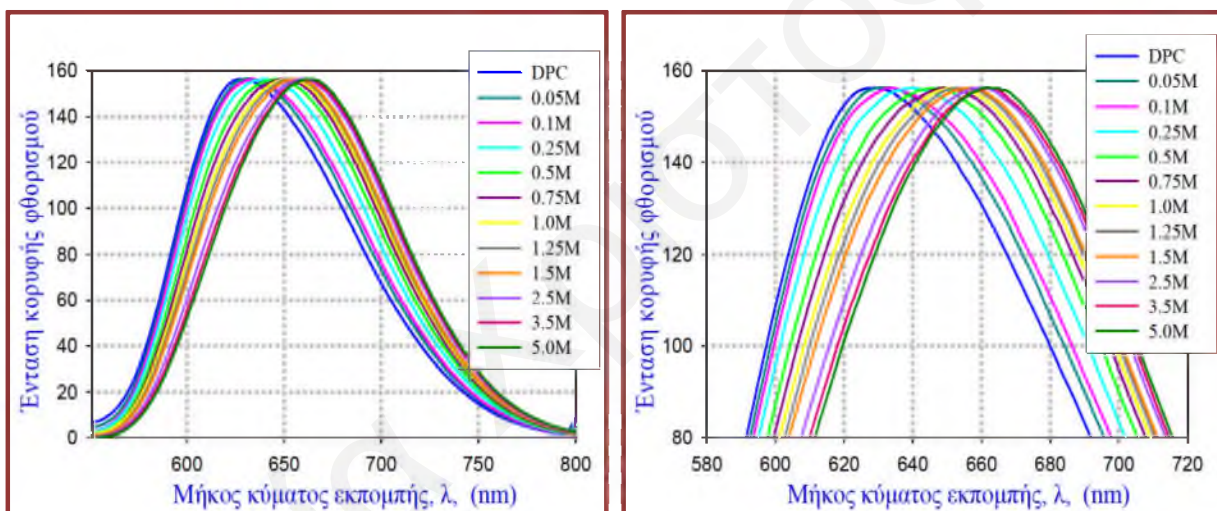 160
140
120
100
80
60
40
20
0
600
650
700
750
800
Ένταση κορυφής φθορισμού
Μήκος κύματος εκπομπής, λ, (nm)
DPC
0.05M
0.1M
0.25M
0.5M
0.75M
1.0M
1.25M
1.5M
2.5M
3.5M
5.0M
160
140
120
100
80
580
600
620
640
660
680
700
720
Ένταση κορυφής φθορισμού
Μήκος κύματος εκπομπής, λ, (nm)
DPC
0.05M
0.1M
0.25M
0.5M
0.75M
1.0M
1.25M
1.5M
2.5M
3.5M
5.0M